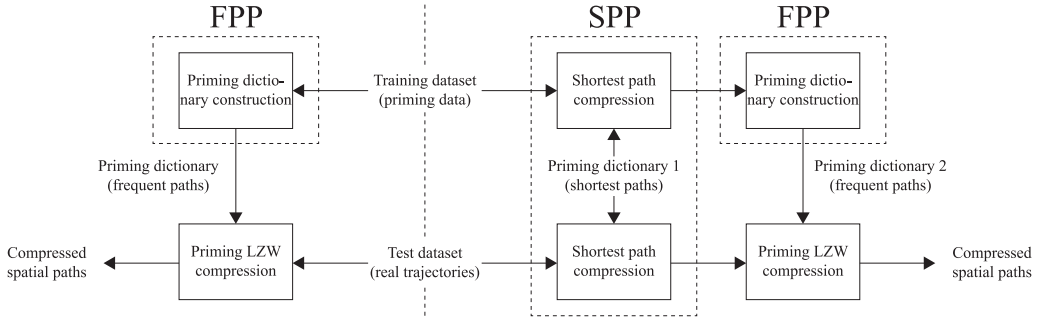 FPP
SPP
FPP
Priming dictio-
nary construction
Training dataset
(priming data)
Shortest path
compression
Priming dictio-
nary construction
Priming dictionary
(frequent paths)
Priming dictionary 1
(shortest paths)
Priming dictionary 2
(frequent paths)
Compressed
spatial paths
Priming LZW
compression
Test dataset
(real trajectories)
Shortest path
compression
Priming LZW
compression
Compressed
spatial paths